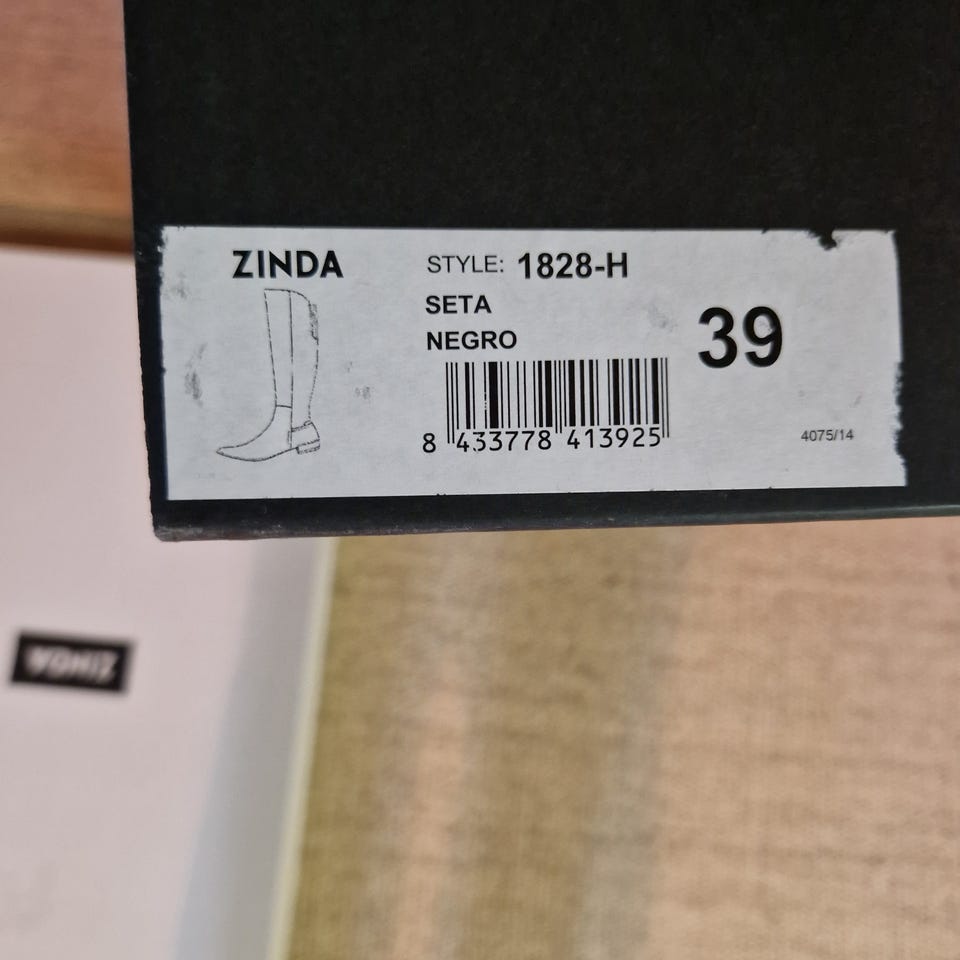 ZINDA
STYLE: 1828-H
SETA
NEGRO
39
8 433778 413925
4075/14
ZINDA